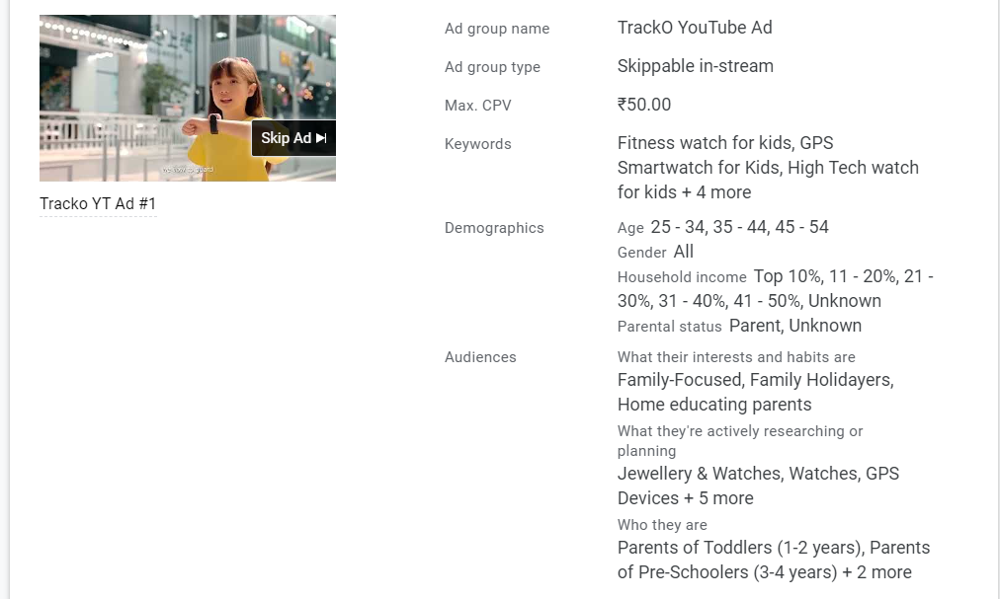 Skip Ad
Tracko YT Ad #1
Ad group name TrackO YouTube Ad
Ad group type Skippable in-stream
Max. CPV ₹50.00
Keywords Fitness watch for kids, GPS
Smartwatch for Kids, High Tech watch
for kids + 4 more
Demographics Age 25 - 34, 35 - 44, 45 - 54
Gender All
Household income Top 10%, 11 - 20%, 21 -
30%, 31 - 40%, 41 - 50%, Unknown
Parental status Parent, Unknown
Audiences What their interests and habits are
Family-Focused, Family Holidayers,
Home educating parents
What they're actively researching or
planning
Jewellery & Watches, Watches, GPS
Devices + 5 more
Who they are
Parents of Toddlers (1-2 years), Parents
of Pre-Schoolers (3-4 years) + 2 more